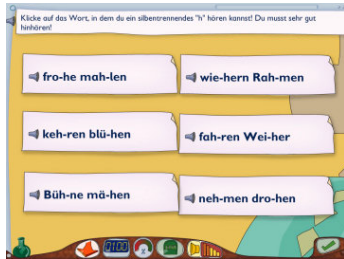 Klicke auf das Wort, in dem du ein silbentrennendes "h" hören kannst! Du musst sehr gut
hinhören!
fro-he mah-len
wie-hern Rah-men
keh-ren blü-hen
fah-ren Wei-her
Büh-ne mä-hen
neh-men dro-hen